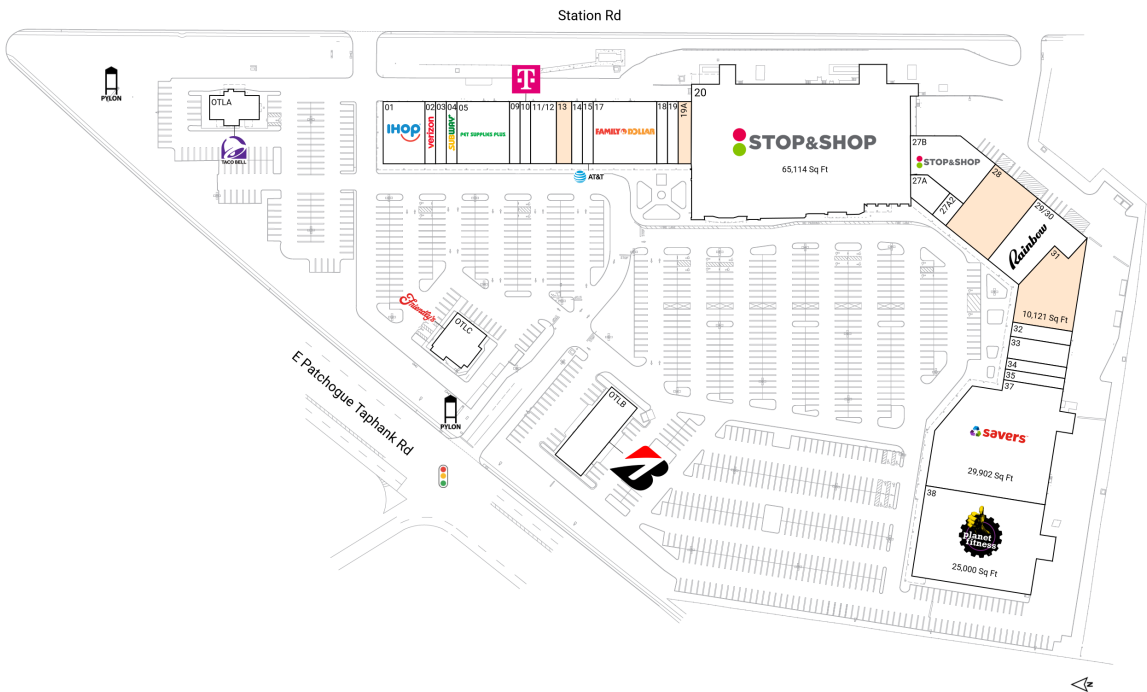 Station Rd
PYLON
OTLA
TACO BELL
01
IHOP
02
verizon
03
04
SUBWAY
05
PET SUPPLIES PLUS
09
10
T
11/12
13
14
15
AT&T
17
FAMILY DOLLAR
18
19
19A
20
STOP&SHOP
65,114 Sq Ft
27B
STOP&SHOP
27A
27A2
28
29/30
Rainbow
31
10,121 Sq Ft
32
33
34
35
37
savers
29,902 Sq Ft
38
planet
fitness
25,000 Sq Ft
Friendly's
OTLC
OTLB
B
PYLON
E Patchogue Taphank Rd
N